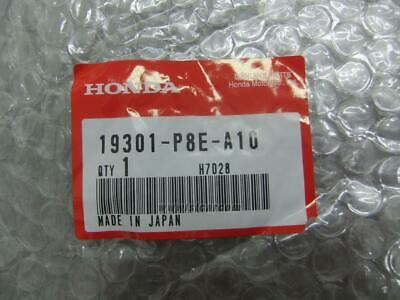 HONDA
Honda Motor
19301-P8E-A10
QTY 1 H7028
MADE IN JAPAN